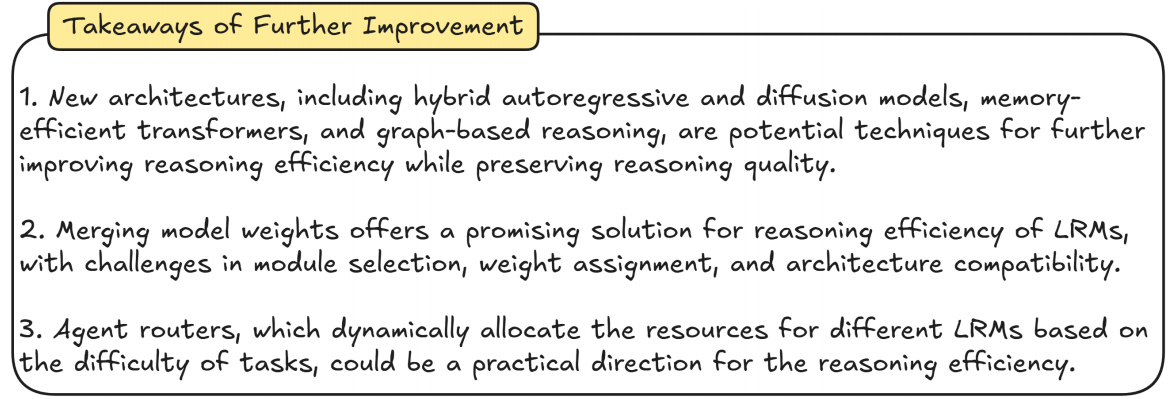 Takeaways of Further Improvement
1. New architectures, including hybrid autoregressive and diffusion models, memory-
efficient transformers, and graph-based reasoning, are potential techniques for further
improving reasoning efficiency while preserving reasoning quality.
2. Merging model weights offers a promising solution for reasoning efficiency of LRMs,
with challenges in module selection, weight assignment, and architecture compatibility.
3. Agent routers, which dynamically allocate the resources for different LRMs based on
the difficulty of tasks, could be a practical direction for the reasoning efficiency.